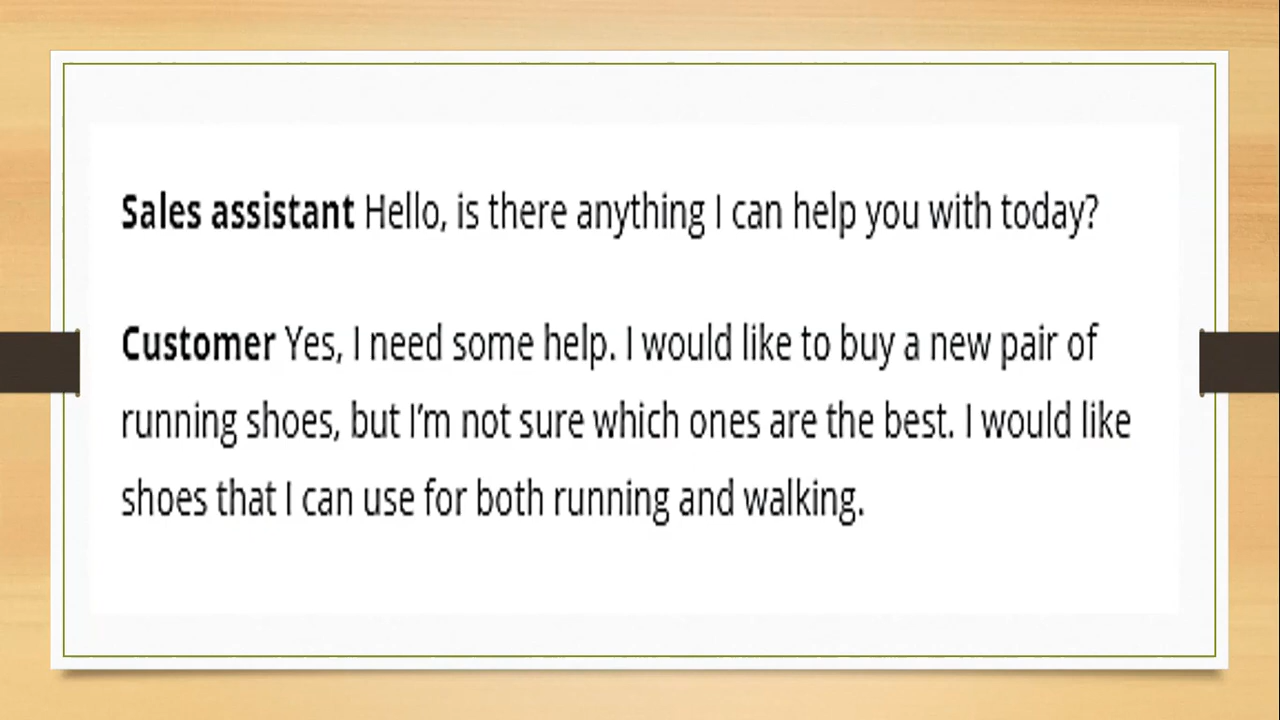 Sales assistant Hello, is there anything I can help you with today?
Customer Yes, I need some help. I would like to buy a new pair of
running shoes, but I’m not sure which ones are the best. I would like
shoes that I can use for both running and walking.